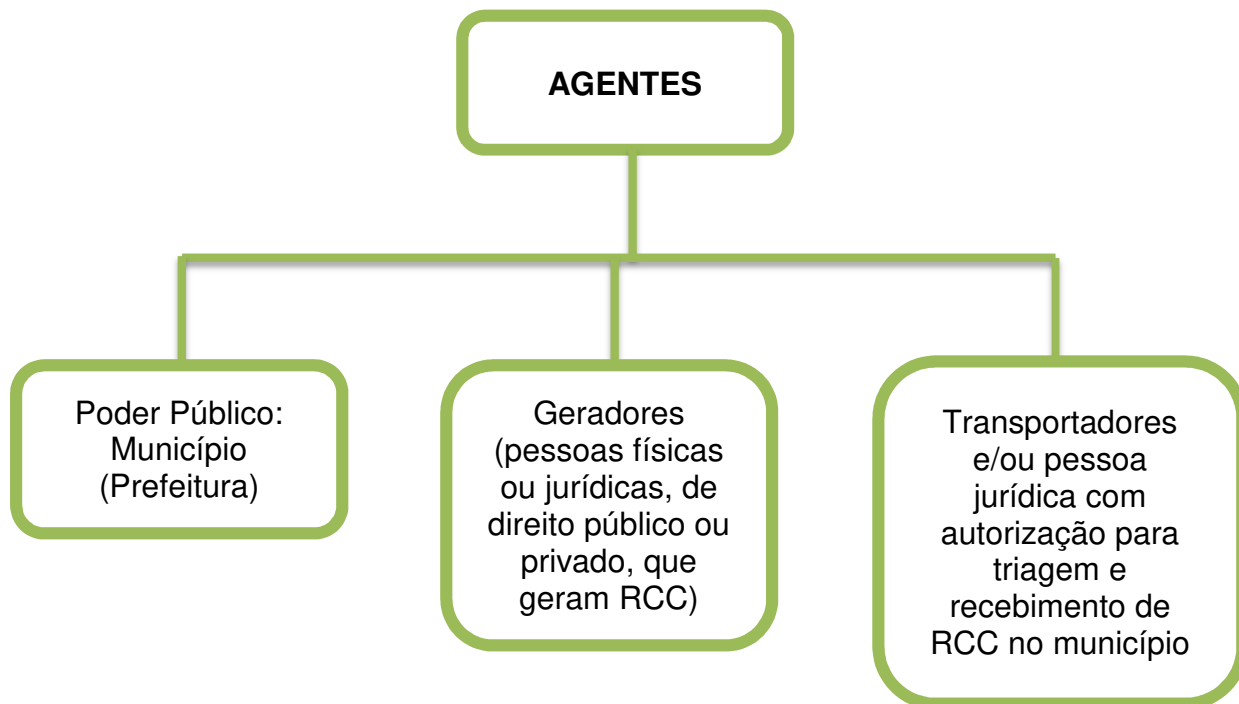 AGENTES
Poder Público:
Município
(Prefeitura)
Geradores
(pessoas físicas
ou jurídicas, de
direito público ou
privado, que
geram RCC)
Transportadores
e/ou pessoa
jurídica com
autorização para
triagem e
recebimento de
RCC no município